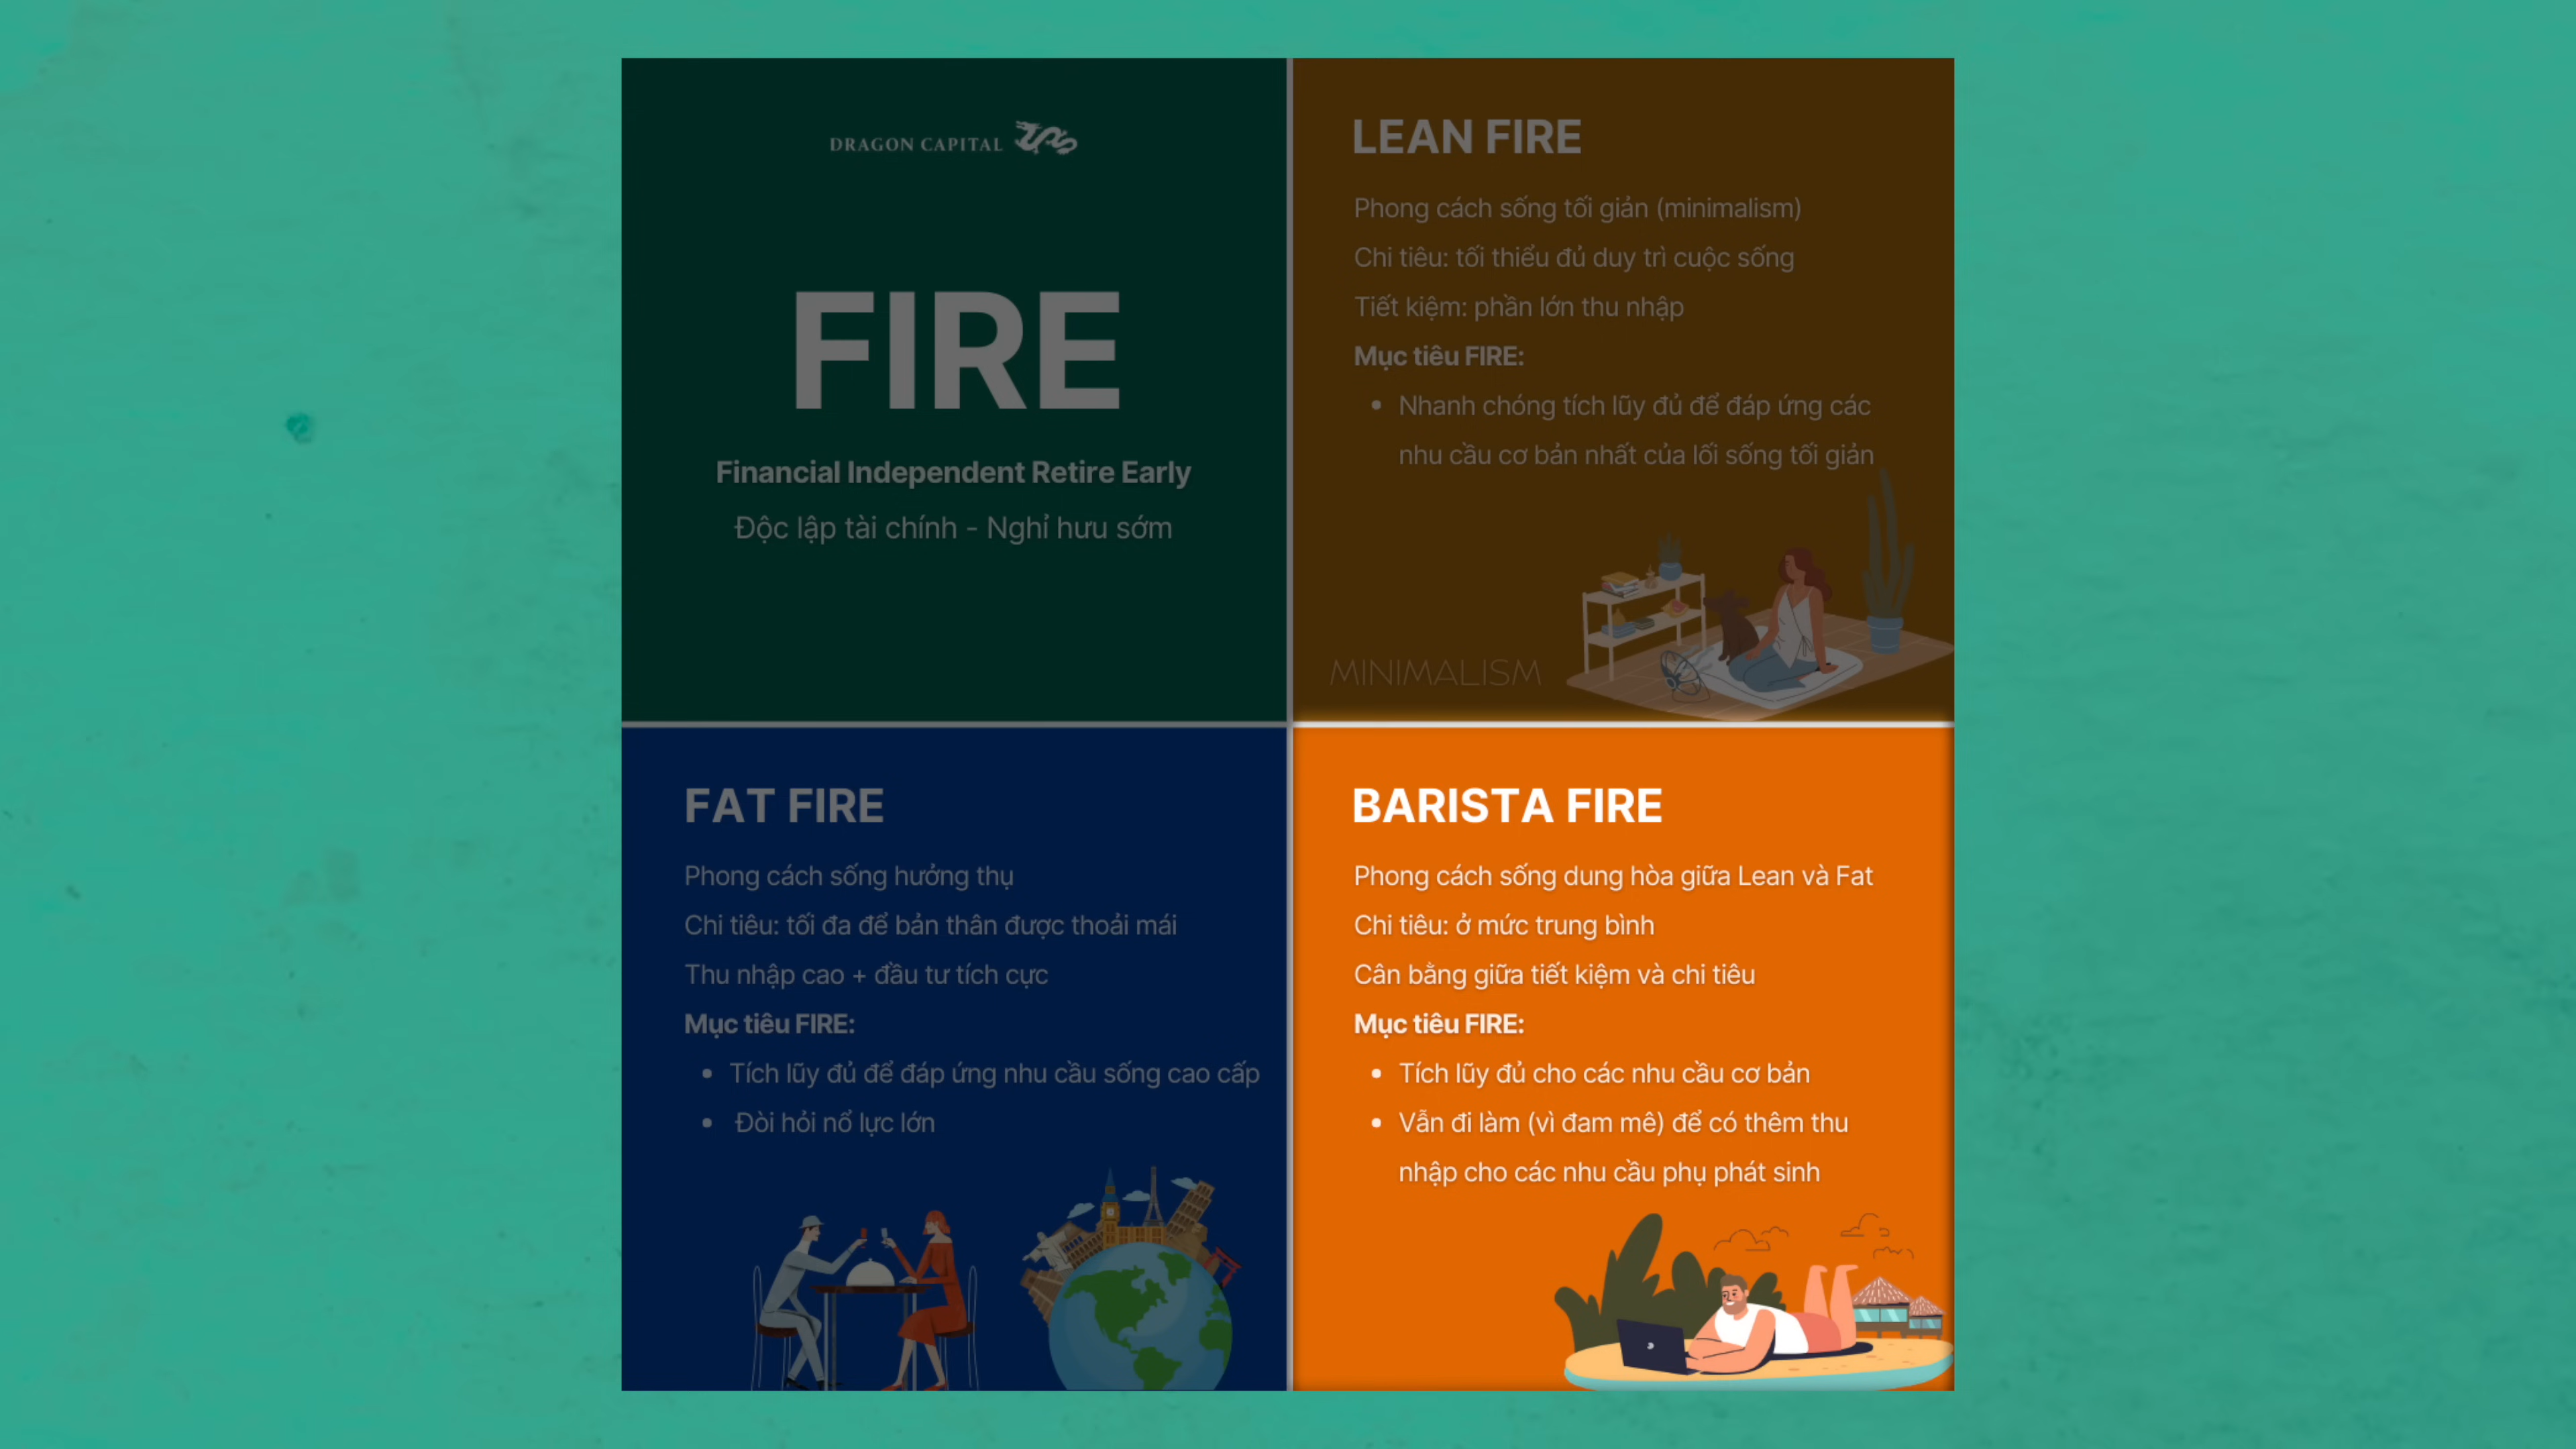 DRAGON CAPITAL
FIRE
Financial Independent Retire Early
Độc lập tài chính - Nghỉ hưu sớm
LEAN FIRE
Phong cách sống tối giản (minimalism)
Chi tiêu: tối thiểu đủ duy trì cuộc sống
Tiết kiệm: phần lớn thu nhập
Mục tiêu FIRE:
• Nhanh chóng tích lũy đủ để đáp ứng các
nhu cầu cơ bản nhất của lối sống tối giản
MINIMALISM
FAT FIRE
Phong cách sống hưởng thụ
Chi tiêu: tối đa để bản thân được thoải mái
Thu nhập cao + đầu tư tích cực
Mục tiêu FIRE:
• Tích lũy đủ để đáp ứng nhu cầu sống cao cấp
• Đòi hỏi nổ lực lớn
BARISTA FIRE
Phong cách sống dung hòa giữa Lean và Fat
Chi tiêu: ở mức trung bình
Cân bằng giữa tiết kiệm và chi tiêu
Mục tiêu FIRE:
• Tích lũy đủ cho các nhu cầu cơ bản
• Vẫn đi làm (vì đam mê) để có thêm thu
nhập cho các nhu cầu phụ phát sinh